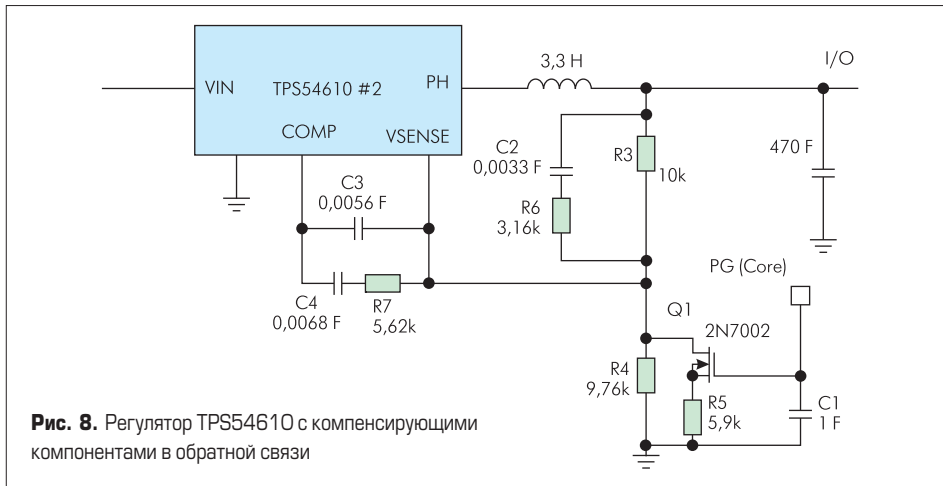 3,3 H
I/O
VIN
TPS54610 #2
PH
COMP
VSENSE
C2
0,0033 F
R3
10k
470 F
C3
0,0056 F
R6
3,16k
PG (Core)
C4
0,0068 F
R7
5,62k
Q1
2N7002
R4
9,76k
R5
5,9k
C1
1 F
Рис. 8. Регулятор TPS54610 с компенсирующими
компонентами в обратной связи